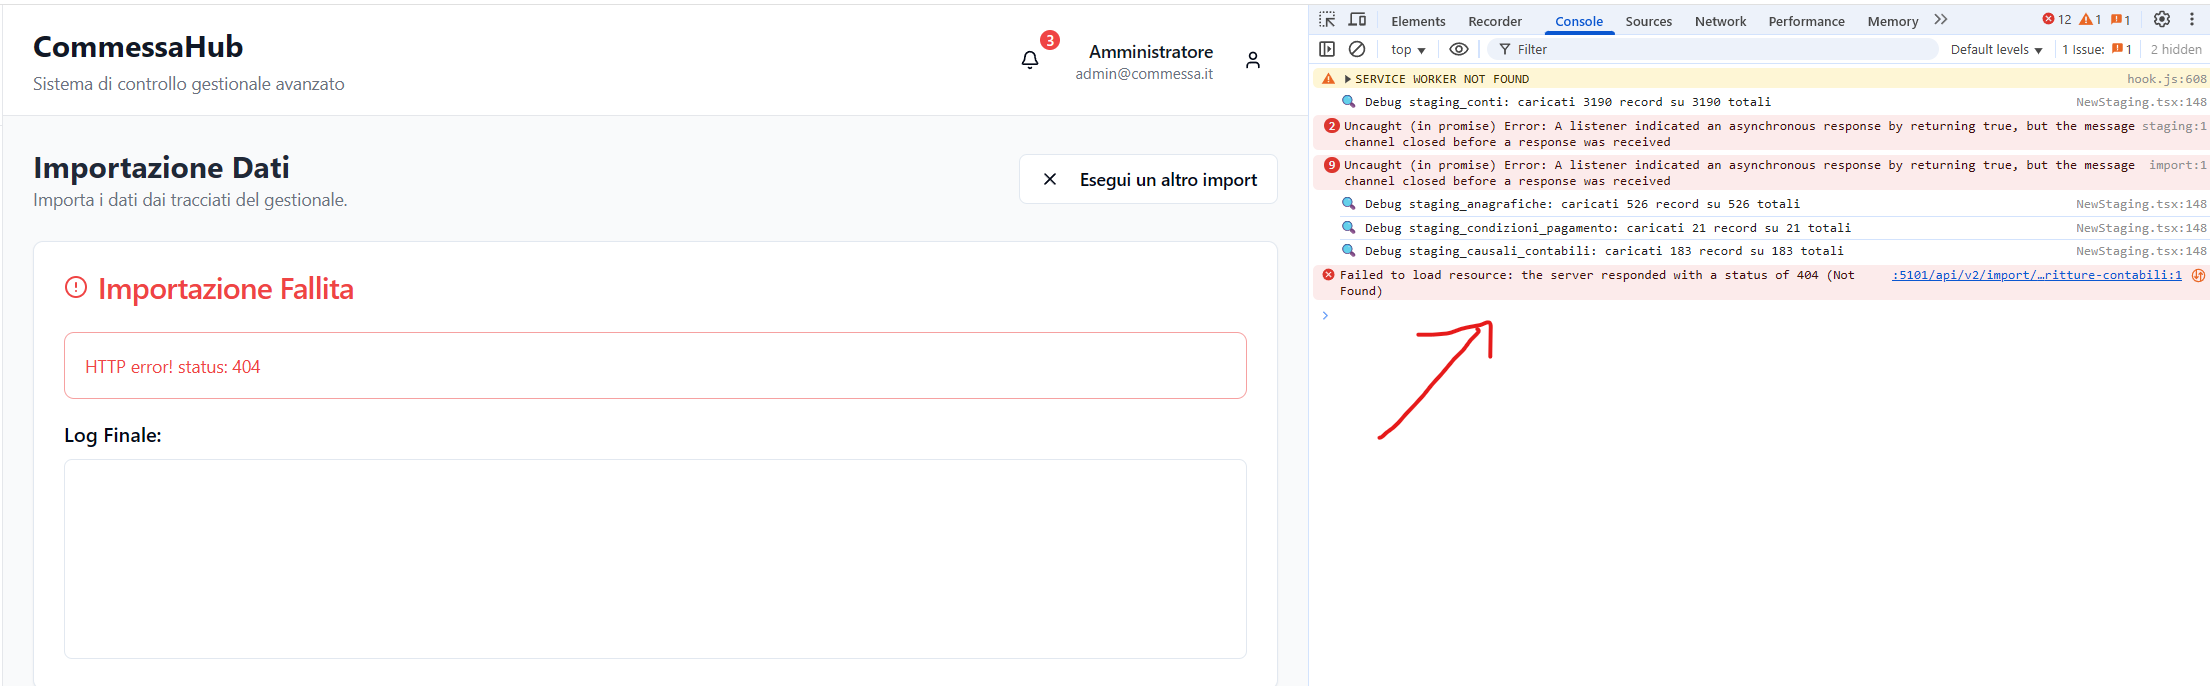 CommessaHub
Sistema di controllo gestionale avanzato
3
Amministratore
admin@commessa.it
Importazione Dati
Importa i dati dai tracciati del gestionale.
Esegui un altro import
Importazione Fallita
HTTP error! status: 404
Log Finale:
Elements Recorder Console Sources Network Performance Memory 12 1 1
top Filter Default levels 1 Issue: 1 2 hidden
SERVICE WORKER NOT FOUND hook.js:608
Debug staging_conti: caricati 3190 record su 3190 totali NewStaging.tsx:148
2 Uncaught (in promise) Error: A listener indicated an asynchronous response by returning true, but the message staging:1
channel closed before a response was received
9 Uncaught (in promise) Error: A listener indicated an asynchronous response by returning true, but the message import:1
channel closed before a response was received
Debug staging_anagrafiche: caricati 526 record su 526 totali NewStaging.tsx:148
Debug staging_condizioni_pagamento: caricati 21 record su 21 totali NewStaging.tsx:148
Debug staging_causali_contabili: caricati 183 record su 183 totali NewStaging.tsx:148
Failed to load resource: the server responded with a status of 404 (Not :5101/api/v2/import/…ritture-contabili:1
Found)